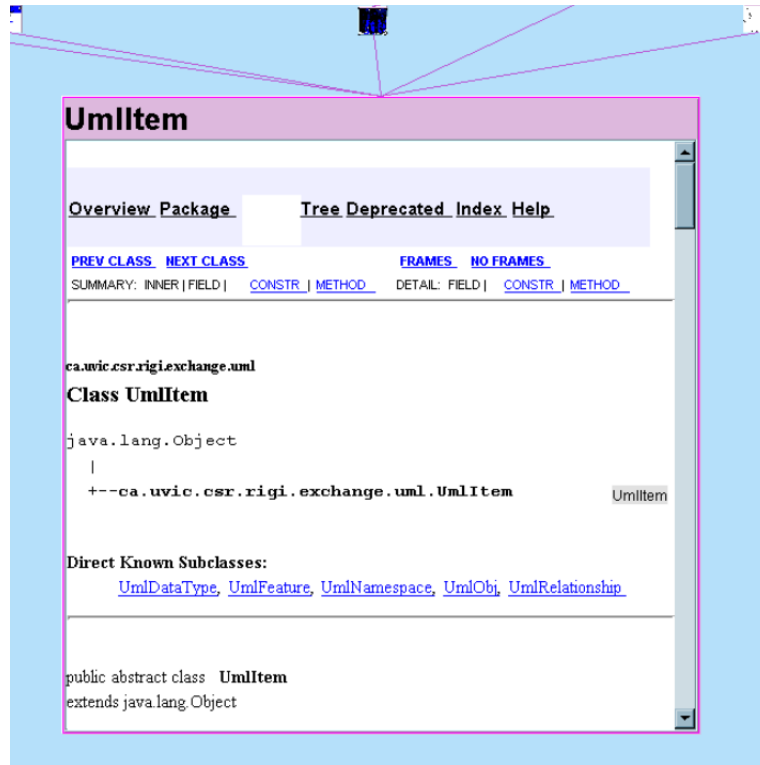 UmlItem
Overview Package Tree Deprecated Index Help
PREV CLASS NEXT CLASS FRAMES NO FRAMES
SUMMARY: INNER | FIELD | CONSTR | METHOD DETAIL: FIELD | CONSTR | METHOD
ca.uvic.csr.rigi.exchange.uml
Class UmlItem
java.lang.Object
|
+--ca.uvic.csr.rigi.exchange.uml.UmlItem
UmlItem
Direct Known Subclasses:
UmlDataType, UmlFeature, UmlNamespace, UmlObj, UmlRelationship
public abstract class UmlItem
extends java.lang.Object